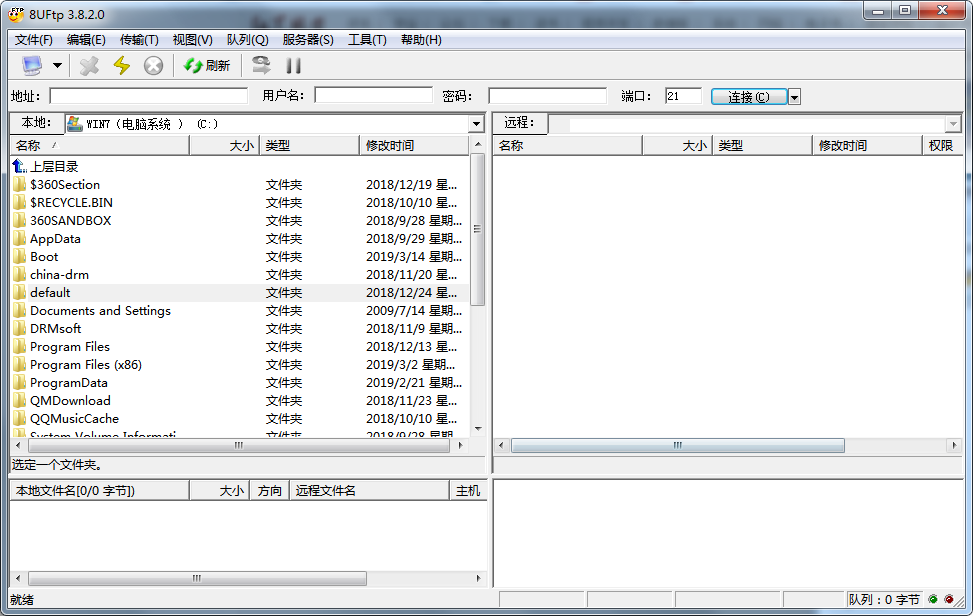 FTP 8UFtp 3.8.2.0
文件(F) 编辑(E) 传输(T) 视图(V) 队列(Q) 服务器(S) 工具(T) 帮助(H)
刷新
地址： 用户名： 密码： 端口： 21 连接(C)
本地： WIN7 (电脑系统 ) (C:) 远程：
名称 大小 类型 修改时间 名称 大小 类型 修改时间 权限
上层目录
$360Section 文件夹 2018/12/19 星...
$RECYCLE.BIN 文件夹 2018/10/10 星...
360SANDBOX 文件夹 2018/9/28 星期...
AppData 文件夹 2018/9/29 星期...
Boot 文件夹 2019/3/14 星期...
china-drm 文件夹 2018/11/20 星...
default 文件夹 2018/12/24 星...
Documents and Settings 文件夹 2009/7/14 星期...
DRMsoft 文件夹 2018/11/9 星期...
Program Files 文件夹 2018/12/13 星...
Program Files (x86) 文件夹 2019/3/2 星期...
ProgramData 文件夹 2019/2/21 星期...
QMDownload 文件夹 2018/11/23 星...
QQMusicCache 文件夹 2018/10/10 星...
System Volume Informati 文件夹 2018/9/28 星期
选定一个文件夹。
本地文件名[0/0 字节]) 大小 方向 远程文件名 主机
就绪 队列：0 字节